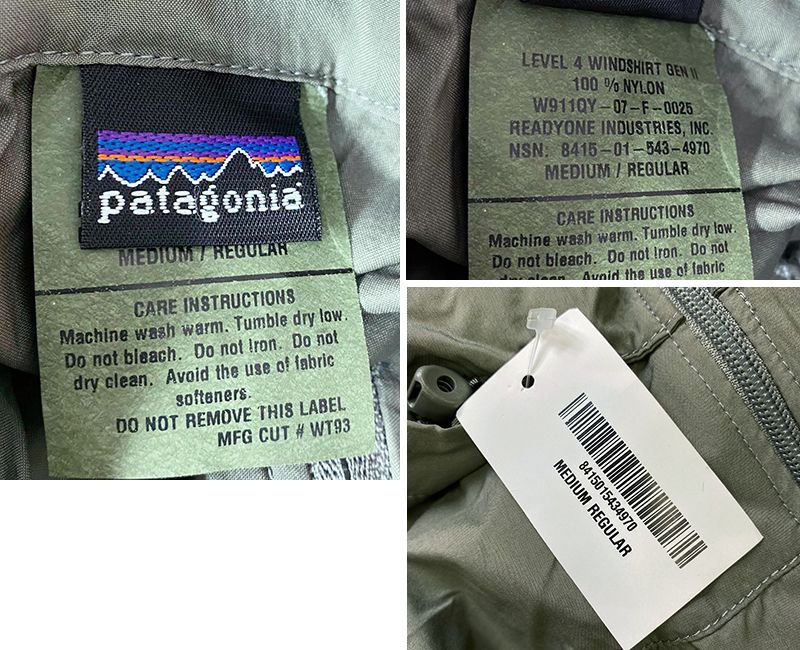 patagonia
MEDIUM / REGULAR
CARE INSTRUCTIONS
Machine wash warm. Tumble dry low.
Do not bleach. Do not Iron. Do not
dry clean. Avoid the use of fabric
softeners.
DO NOT REMOVE THIS LABEL
MFG CUT # WT93
LEVEL 4 WINDSHIRT GEN II
100 % NYLON
W911QY-07-F-0025
READYONE INDUSTRIES, INC.
NSN. 8415-01-543-4970
MEDIUM / REGULAR
CARE INSTRUCTIONS
Machine wash warm. Tumble dry low.
Do not bleach. Do not Iron. Do not
dry clean. Avoid the use of fabric
8415015434970
MEDIUM REGULAR